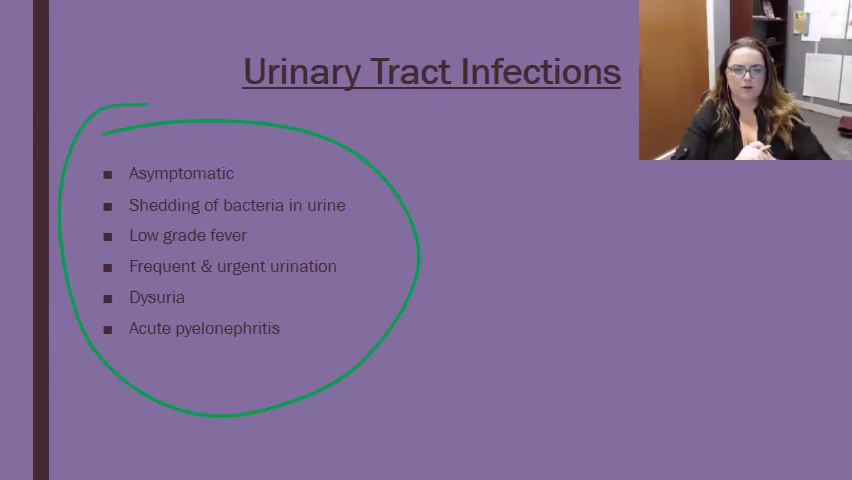 Urinary Tract Infections
Asymptomatic
Shedding of bacteria in urine
Low grade fever
Frequent & urgent urination
Dysuria
Acute pyelonephritis